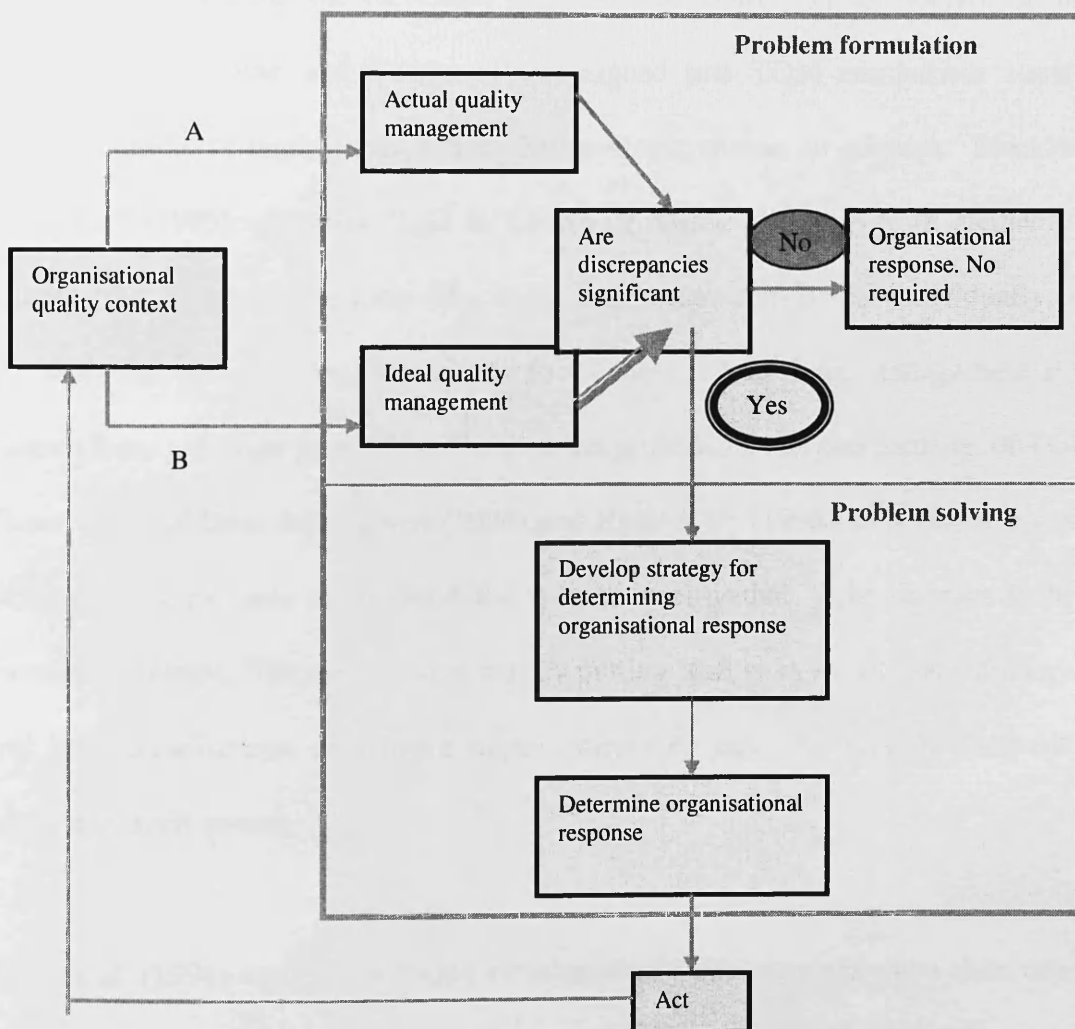 Problem formulation
Actual quality
management
A
Are
discrepancies
significant
No
Organisational
response. No
required
Organisational
quality context
Ideal quality
management
Yes
B
Problem solving
Develop strategy for
determining
organisational response
Determine organisational
response
Act